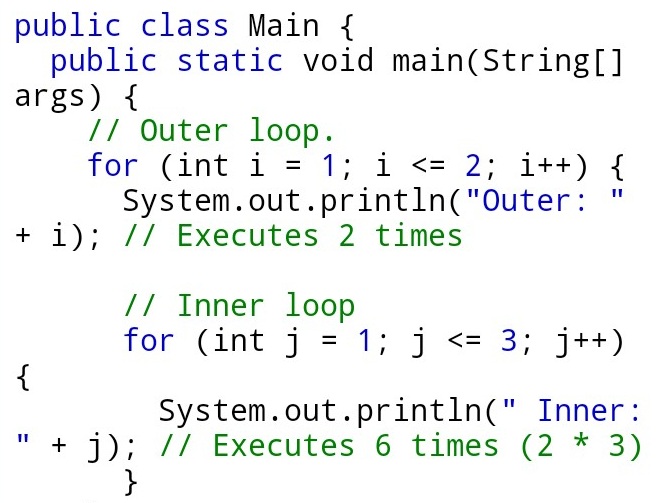 public class Main {
  public static void main(String[]
args) {
    // Outer loop.
    for (int i = 1; i <= 2; i++) {
      System.out.println("Outer: "
+ i); // Executes 2 times

      // Inner loop
      for (int j = 1; j <= 3; j++)
{
        System.out.println(" Inner:
" + j); // Executes 6 times (2 * 3)
      }